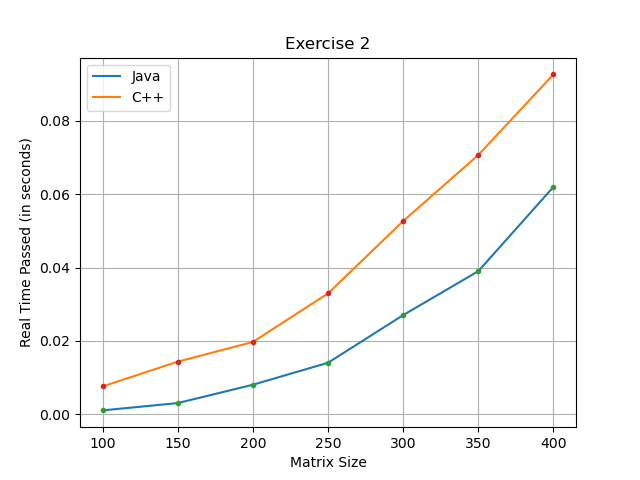 Exercise 2
Java
C++
Real Time Passed (in seconds)
0.08
0.06
0.04
0.02
0.00
100 150 200 250 300 350 400
Matrix Size